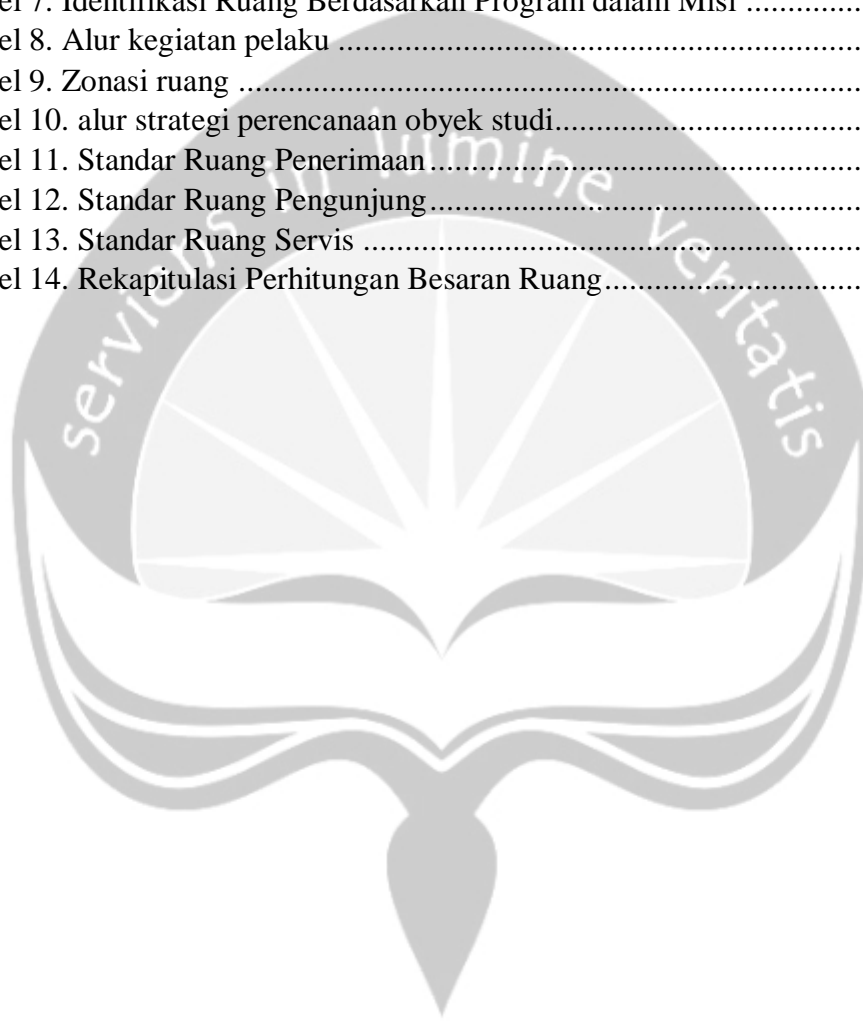 el 7. Identifikasi Ruang Berdasarkan Program dalam Misi ..............
el 8. Alur kegiatan pelaku ..................................................................
el 9. Zonasi ruang ...............................................................................
el 10. alur strategi perencanaan obyek studi.......................................
el 11. Standar Ruang Penerimaan.......................................................
el 12. Standar Ruang Pengunjung.......................................................
el 13. Standar Ruang Servis ...............................................................
el 14. Rekapitulasi Perhitungan Besaran Ruang................................
serviens in lumine veritatis